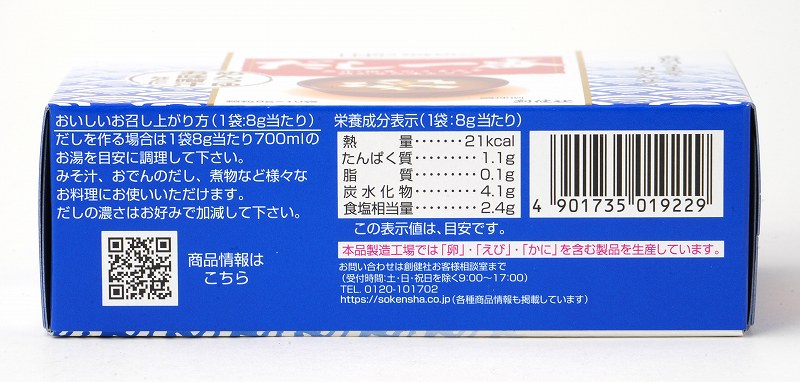 だし一番
おいしいお召し上がり方(1袋:8g当たり)
だしを作る場合は1袋8g当たり700mlの
お湯を目安に調理して下さい。
みそ汁、おでんのだし、煮物など様々な
お料理にお使いいただけます。
だしの濃さはお好みで加減して下さい。
商品情報は
こちら
栄養成分表示(1袋:8g当たり)
熱量‥‥‥‥21kcal
たんぱく質‥‥‥‥1.1g
脂質‥‥‥‥0.1g
炭水化物‥‥‥‥4.1g
食塩相当量‥‥‥2.4g
この表示値は、目安です。
4 901735 019229
本品製造工場では「卵」・「えび」・「かに」を含む製品を生産しています。
お問い合わせは創健社お客様相談室まで
(受付時間:土・日・祝日を除く9:00~17:00)
TEL. 0120-101702
https://sokensha.co.jp(各種商品情報も掲載しています)